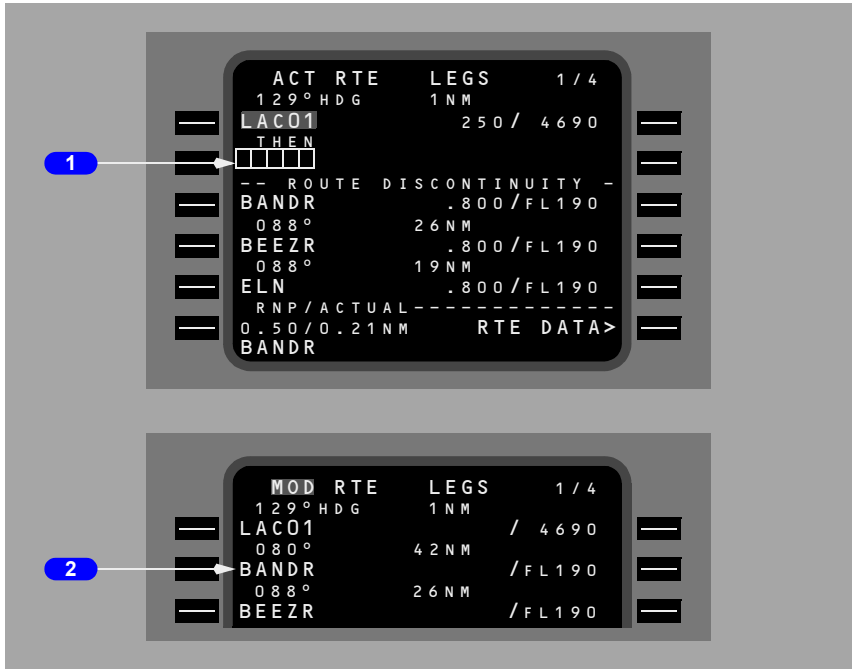 ACT RTE LEGS 1/4
129°HDG 1NM
LACO1 250/ 4690
THEN
1
-- ROUTE DISCONTINUITY -
BANDR .800/FL190
088° 26NM
BEEZR .800/FL190
088° 19NM
ELN .800/FL190
RNP/ACTUAL-------------
0.50/0.21NM RTE DATA>
BANDR
MOD RTE LEGS 1/4
129°HDG 1NM
LACO1 / 4690
080° 42NM
2 BANDR /FL190
088° 26NM
BEEZR /FL190